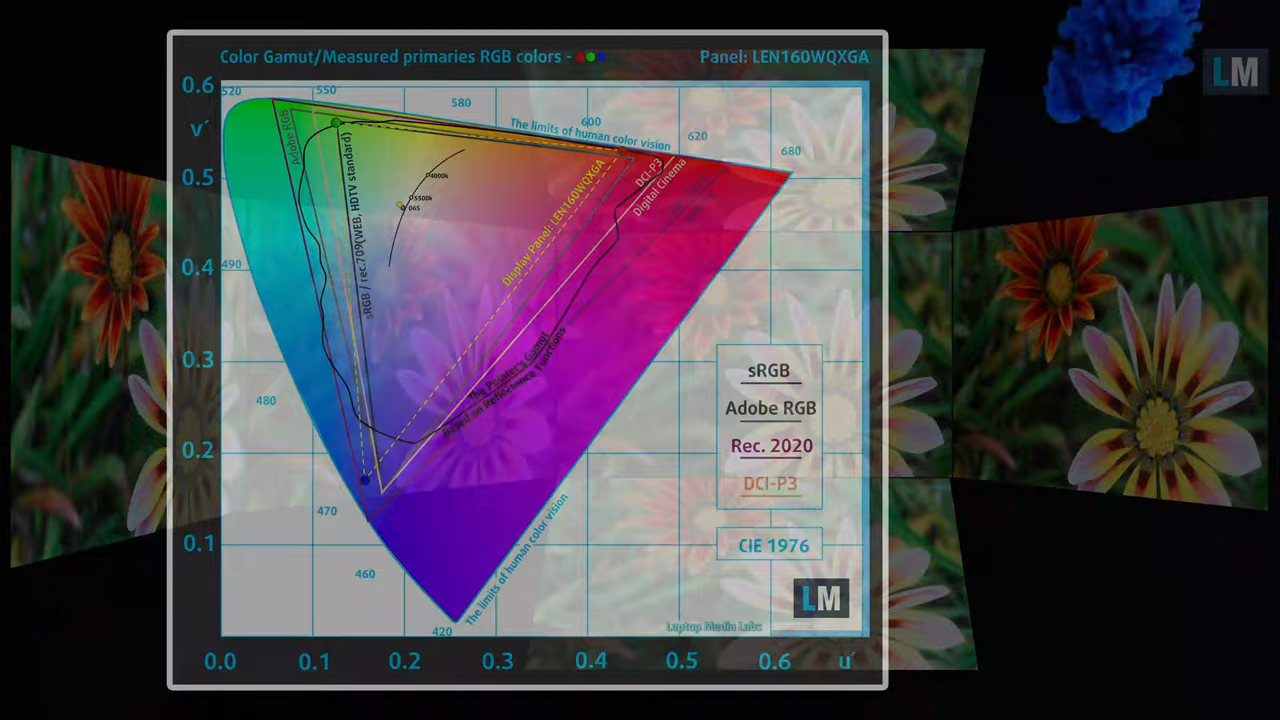 Color Gamut/Measured primaries RGB colors -
Panel: LEN160WQXGA
LM
0.6
v´
0.5
0.4
0.3
0.2
0.1
0.0
0.1
0.2
0.3
0.4
0.5
0.6
u´
520
550
580
600
620
680
490
480
470
460
420
The limits of human color vision
Adobe RGB
sRGB / rec.709(WEB, HDTV standard)
4000k
5500k
D65
Display Panel: LEN160WQXGA
DCI-P3
Digital Cinema
The Pointer's Gamut
Based on Reflectance Functions
The limits of human color vision
sRGB
Adobe RGB
Rec. 2020
DCI-P3
CIE 1976
LM
Laptop Media Labs